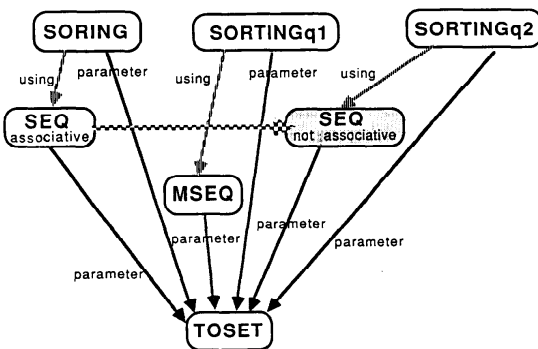 SORING
SORTINGq1
SORTINGq2
using
parameter
using
parameter
using
SEQ
associative
SEQ
not associative
MSEQ
parameter
parameter
parameter
parameter
TOSET